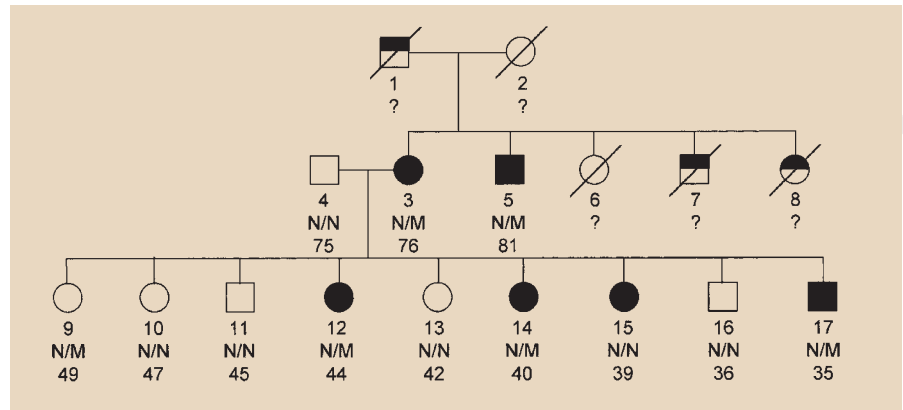 1 2
? ?
4 3 5 6 7 8
N/N N/M N/M ? ? ?
75 76 81
9 10 11 12 13 14 15 16 17
N/M N/N N/N N/M N/N N/M N/N N/N N/M
49 47 45 44 42 40 39 36 35